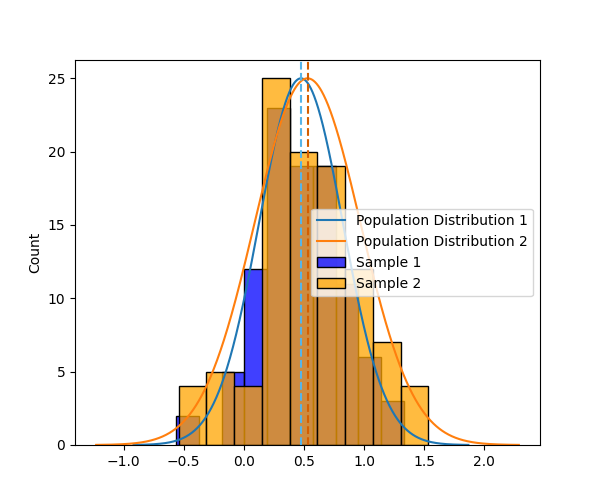 25
20
15
10
5
0
Count
Population Distribution 1
Population Distribution 2
Sample 1
Sample 2
−1.0 −0.5 0.0 0.5 1.0 1.5 2.0